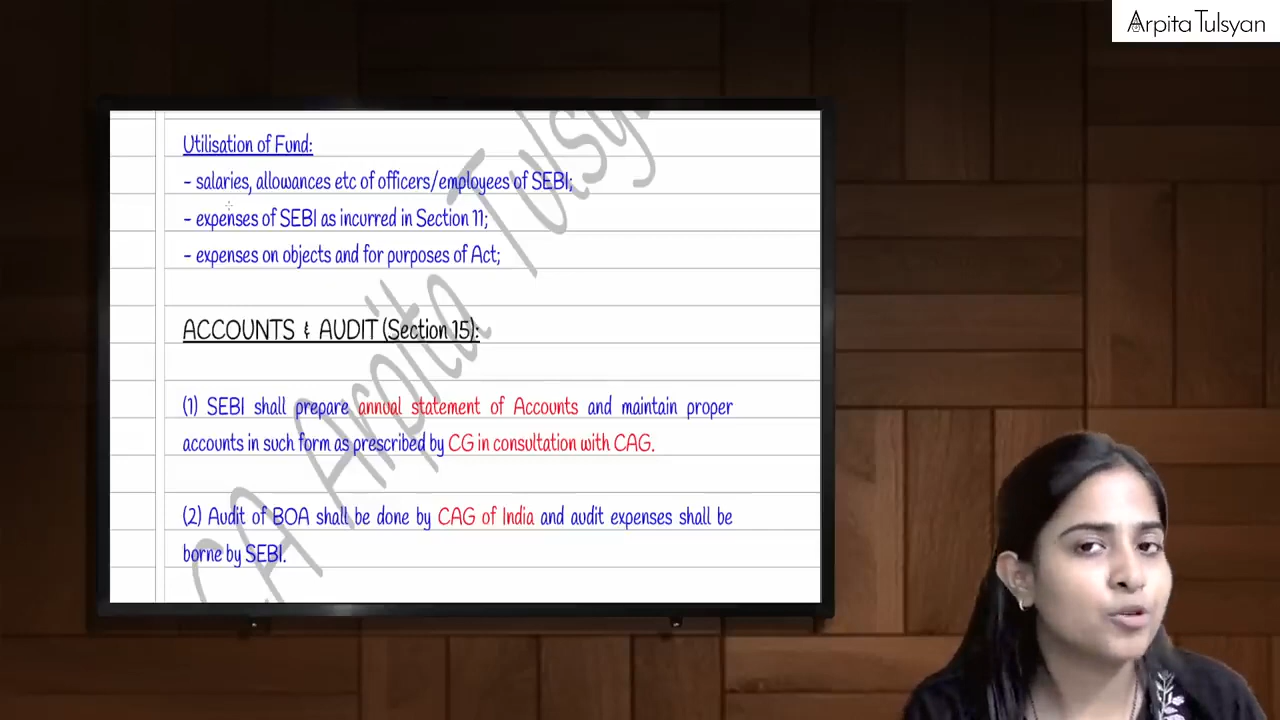 Arpita Tulsyan
Utilisation of Fund:
- salaries, allowances etc of officers/employees of SEBI;
- expenses of SEBI as incurred in Section 11;
- expenses on objects and for purposes of Act;
ACCOUNTS & AUDIT (Section 15):
(1) SEBI shall prepare annual statement of Accounts and maintain proper
accounts in such form as prescribed by CG in consultation with CAG.
(2) Audit of BOA shall be done by CAG of India and audit expenses shall be
borne by SEBI.
CA Arpita Tulsy